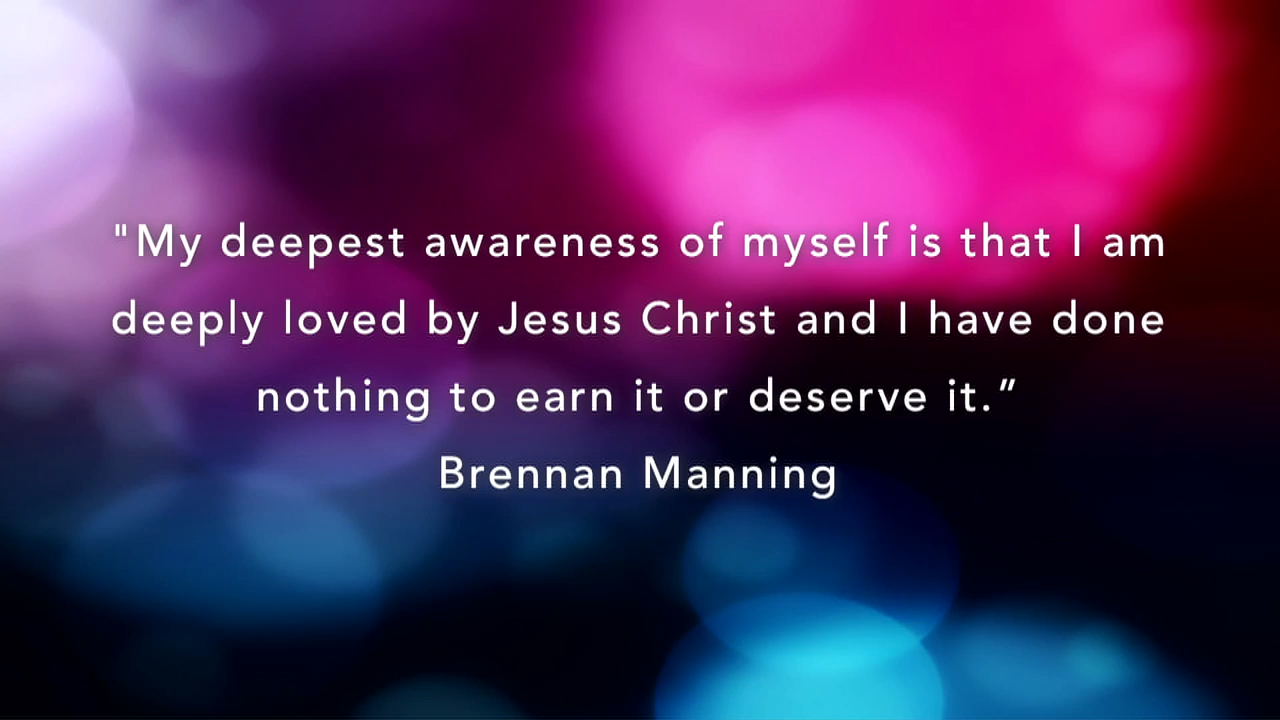 "My deepest awareness of myself is that I am
deeply loved by Jesus Christ and I have done
nothing to earn it or deserve it.”
Brennan Manning